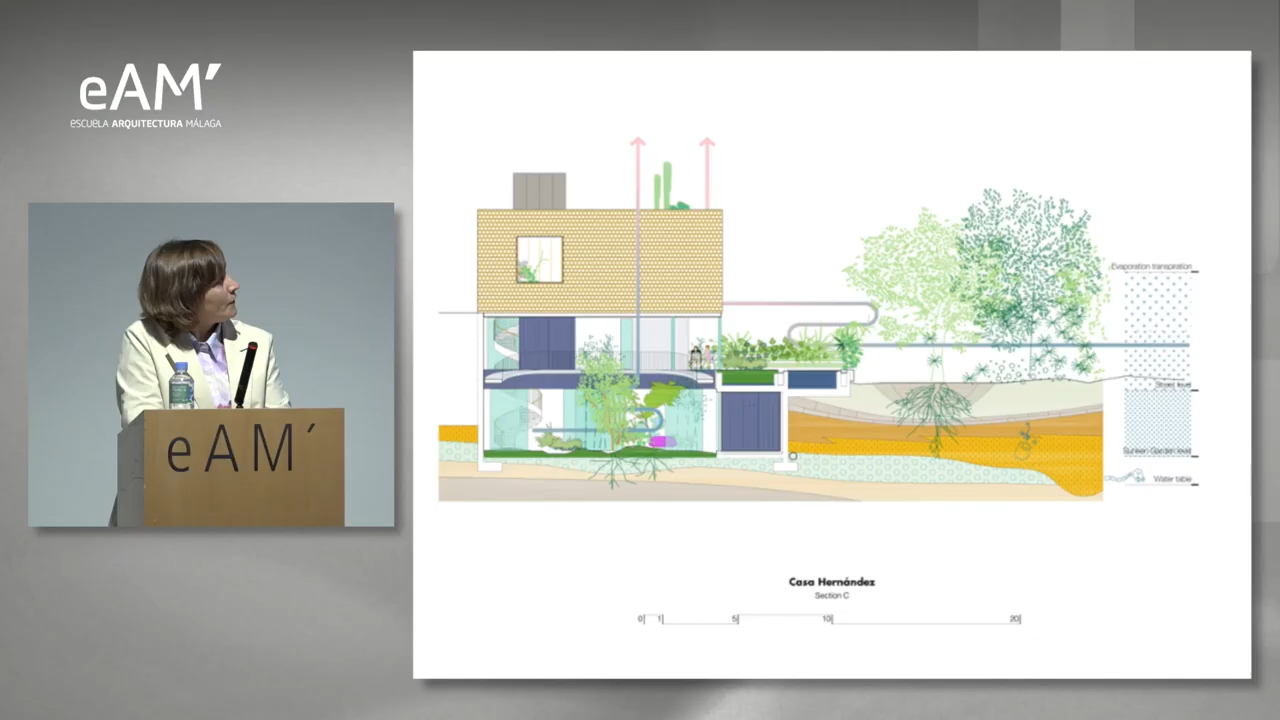 eAM′
ESCUELA ARQUITECTURA MÁLAGA
eAM′
Evaporation transpiration
Street level
Sunken Garden level
Water table
Casa Hernández
Section C
0 1 5 10 20